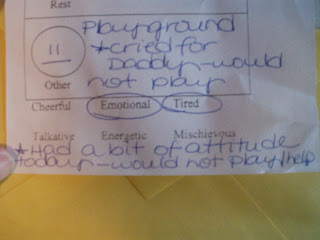 Rest
Playground
*cried for
Daddy-would
not play
Other
Cheerful Emotional Tired
Talkative Energetic Mischievous
*Had a bit of attitude
today-would not play/help